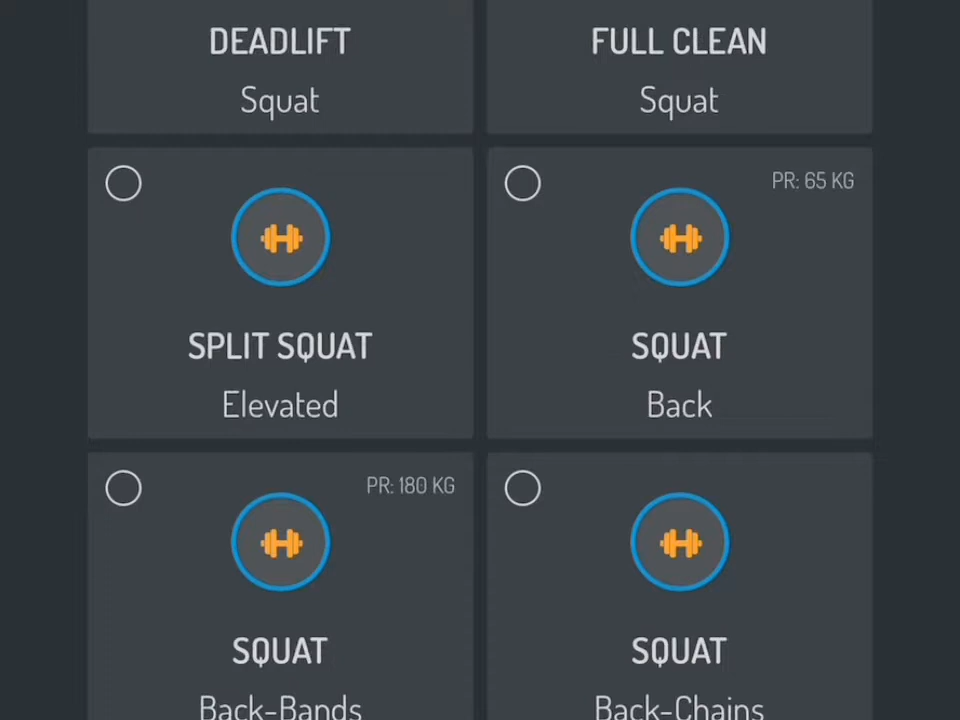 DEADLIFT
Squat
FULL CLEAN
Squat
SPLIT SQUAT
Elevated
PR: 65 KG
SQUAT
Back
PR: 180 KG
SQUAT
Back-Bands
SQUAT
Back-Chains